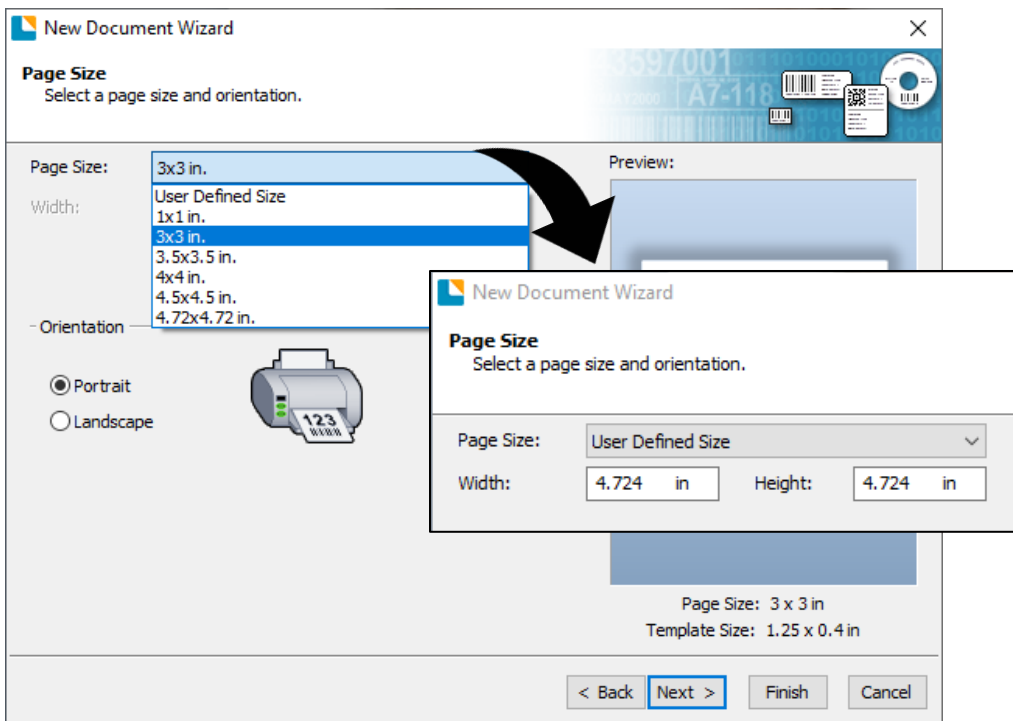 New Document Wizard
Page Size
Select a page size and orientation.
3597001
A7-118
Page Size:
3x3 in.
Preview:
Width:
User Defined Size
1x1 in.
3x3 in.
3.5x3.5 in.
4x4 in.
4.5x4.5 in.
4.72x4.72 in.
Orientation
Portrait
Landscape
123
New Document Wizard
Page Size
Select a page size and orientation.
Page Size: User Defined Size
Width: 4.724 in Height: 4.724 in
Page Size: 3 x 3 in
Template Size: 1.25 x 0.4 in
< Back Next > Finish Cancel